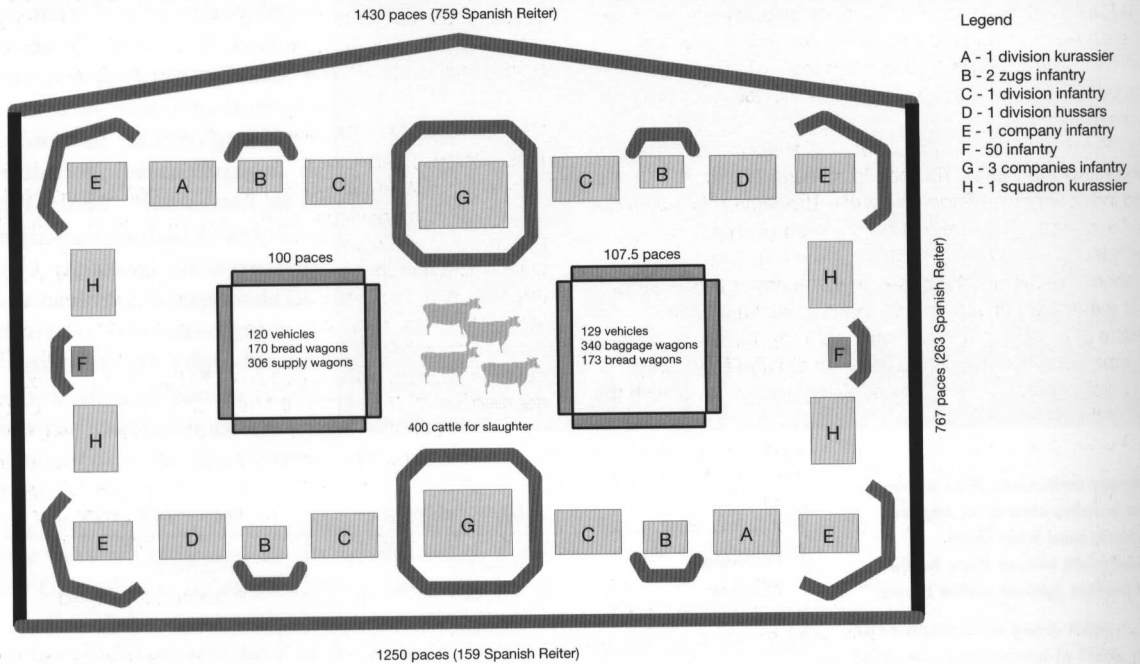 1430 paces (759 Spanish Reiter)
Legend
A - 1 division kurassier
B - 2 zugs infantry
C - 1 division infantry
D - 1 division hussars
E - 1 company infantry
F - 50 infantry
G - 3 companies infantry
H - 1 squadron kurassier
E A B C G C B D E
H H
100 paces
107.5 paces
120 vehicles
170 bread wagons
306 supply wagons
129 vehicles
340 baggage wagons
173 bread wagons
F F
767 paces (263 Spanish Reiter)
400 cattle for slaughter
H H
E D B C G C B A E
1250 paces (159 Spanish Reiter)